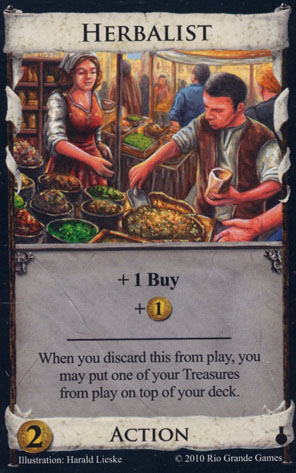 HERBALIST
+ 1 Buy
+ 1
When you discard this from play, you
may put one of your Treasures
from play on top of your deck.
2 ACTION
Illustration: Harald Lieske © 2010 Rio Grande Games